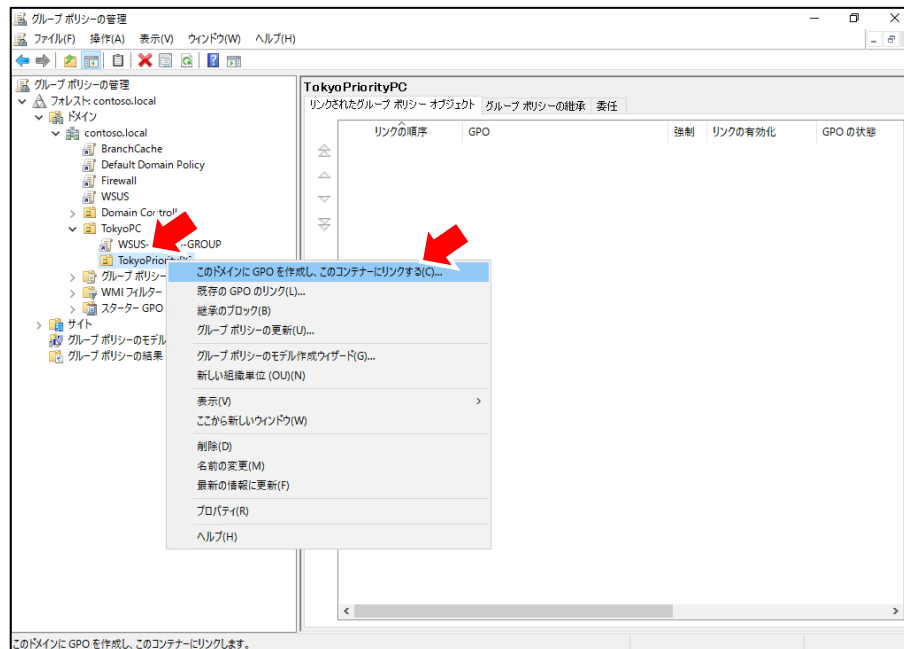 グループ ポリシーの管理
ファイル(F) 操作(A) 表示(V) ウィンドウ(W) ヘルプ(H)
グループ ポリシーの管理
フォレスト: contoso.local
ドメイン
contoso.local
BranchCache
Default Domain Policy
Firewall
WSUS
Domain
TokyoPC
GROUP
グループ ポリシー
WMI フィルター
スターター GPO
サイト
グループ ポリシーのモデル
グループ ポリシーの結果
TokyoPriorityPC
リンクされたグループ ポリシー オブジェクト グループ ポリシーの継承 委任
リンクの順序 GPO 強制 リンクの有効化 GPO の状態
このドメインに GPO を作成し、このコンテナーにリンクする(C)...
既存の GPO のリンク(L)...
継承のブロック(B)
グループ ポリシーの更新(U)...
グループ ポリシーのモデル作成ウィザード(G)...
新しい組織単位 (OU)(N)
表示(V)
ここから新しいウィンドウ(W)
削除(D)
名前の変更(M)
最新の情報に更新(F)
プロパティ(R)
ヘルプ(H)
このドメインに GPO を作成し、このコンテナーにリンクします。